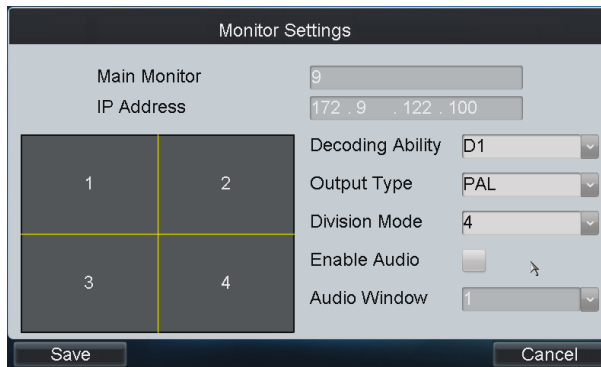 Monitor Settings
Main Monitor 9
IP Address 172 . 9 . 122 . 100
Decoding Ability D1
1 2
Output Type PAL
Division Mode 4
Enable Audio
3 4
Audio Window 1
Save Cancel